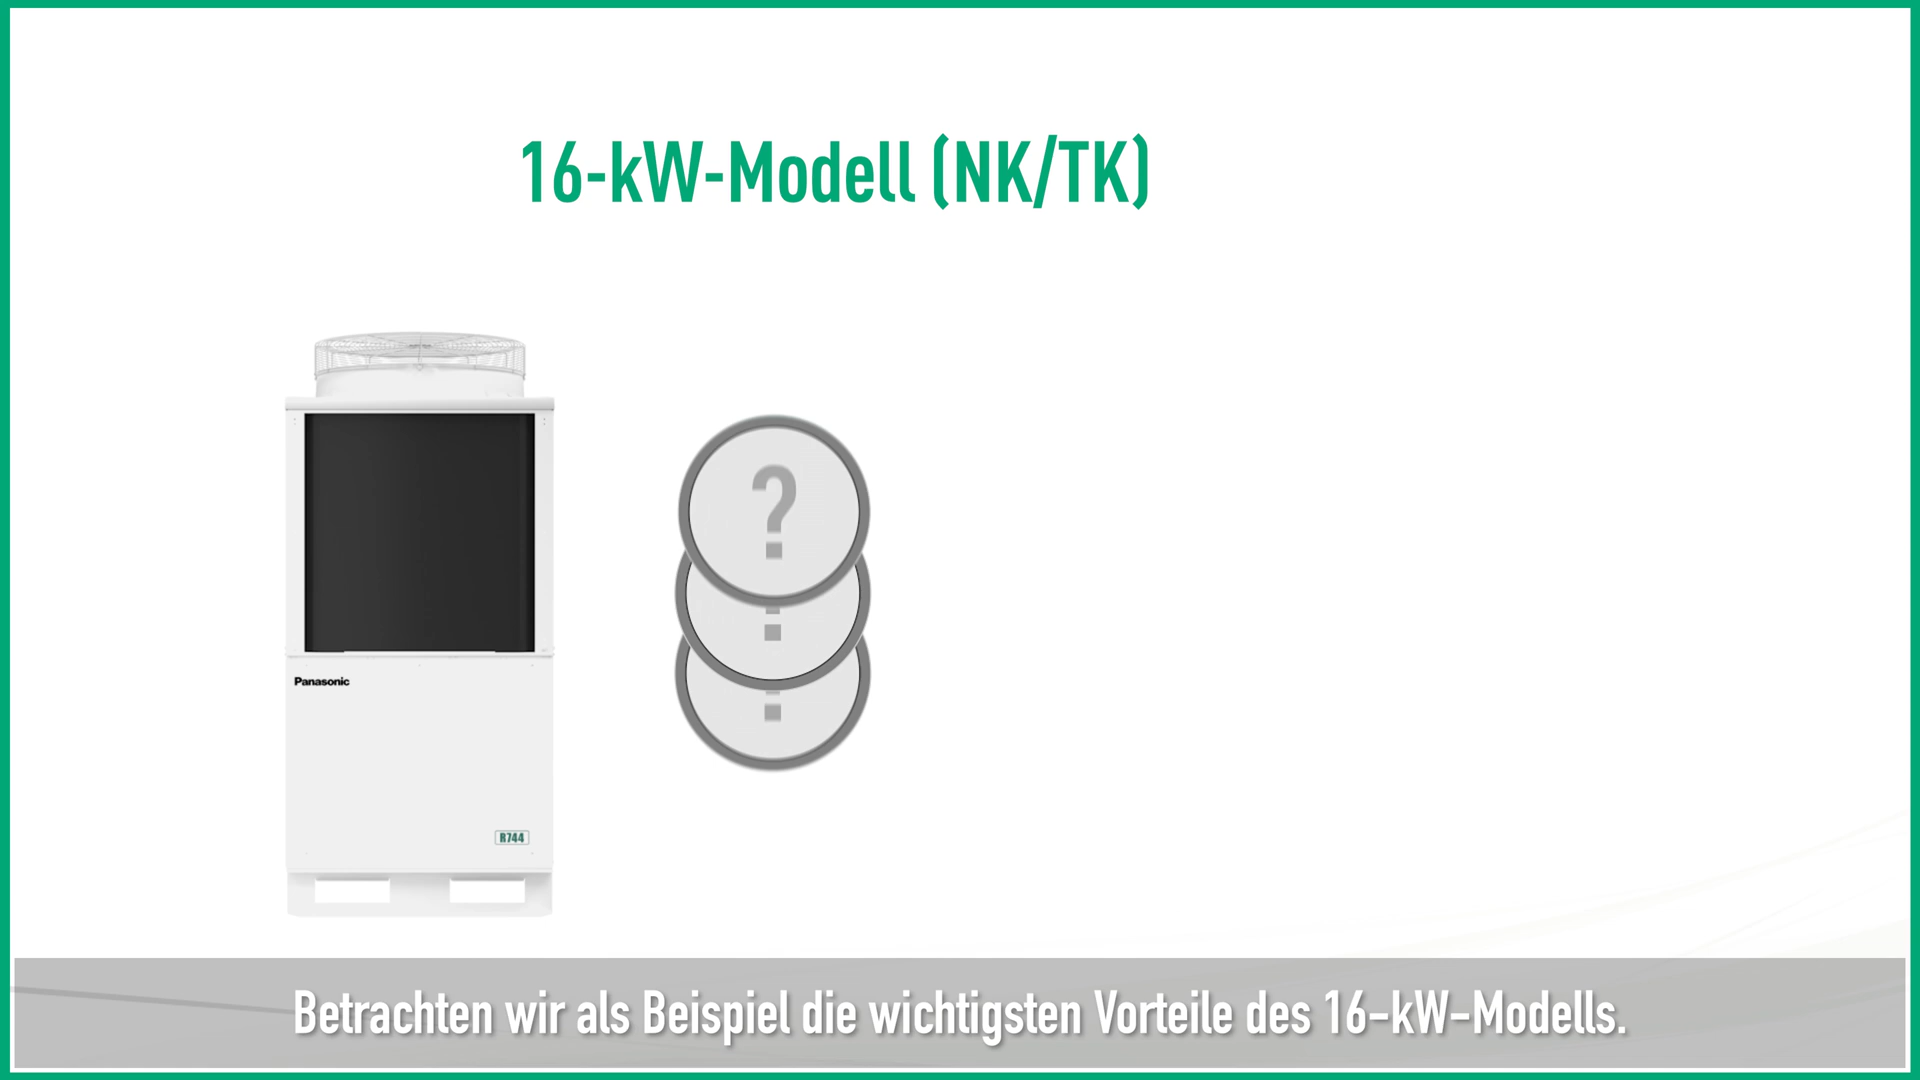 16-kW-Modell (NK/TK)
?
Panasonic
R744
Betrachten wir als Beispiel die wichtigsten Vorteile des 16-kW-Modells.